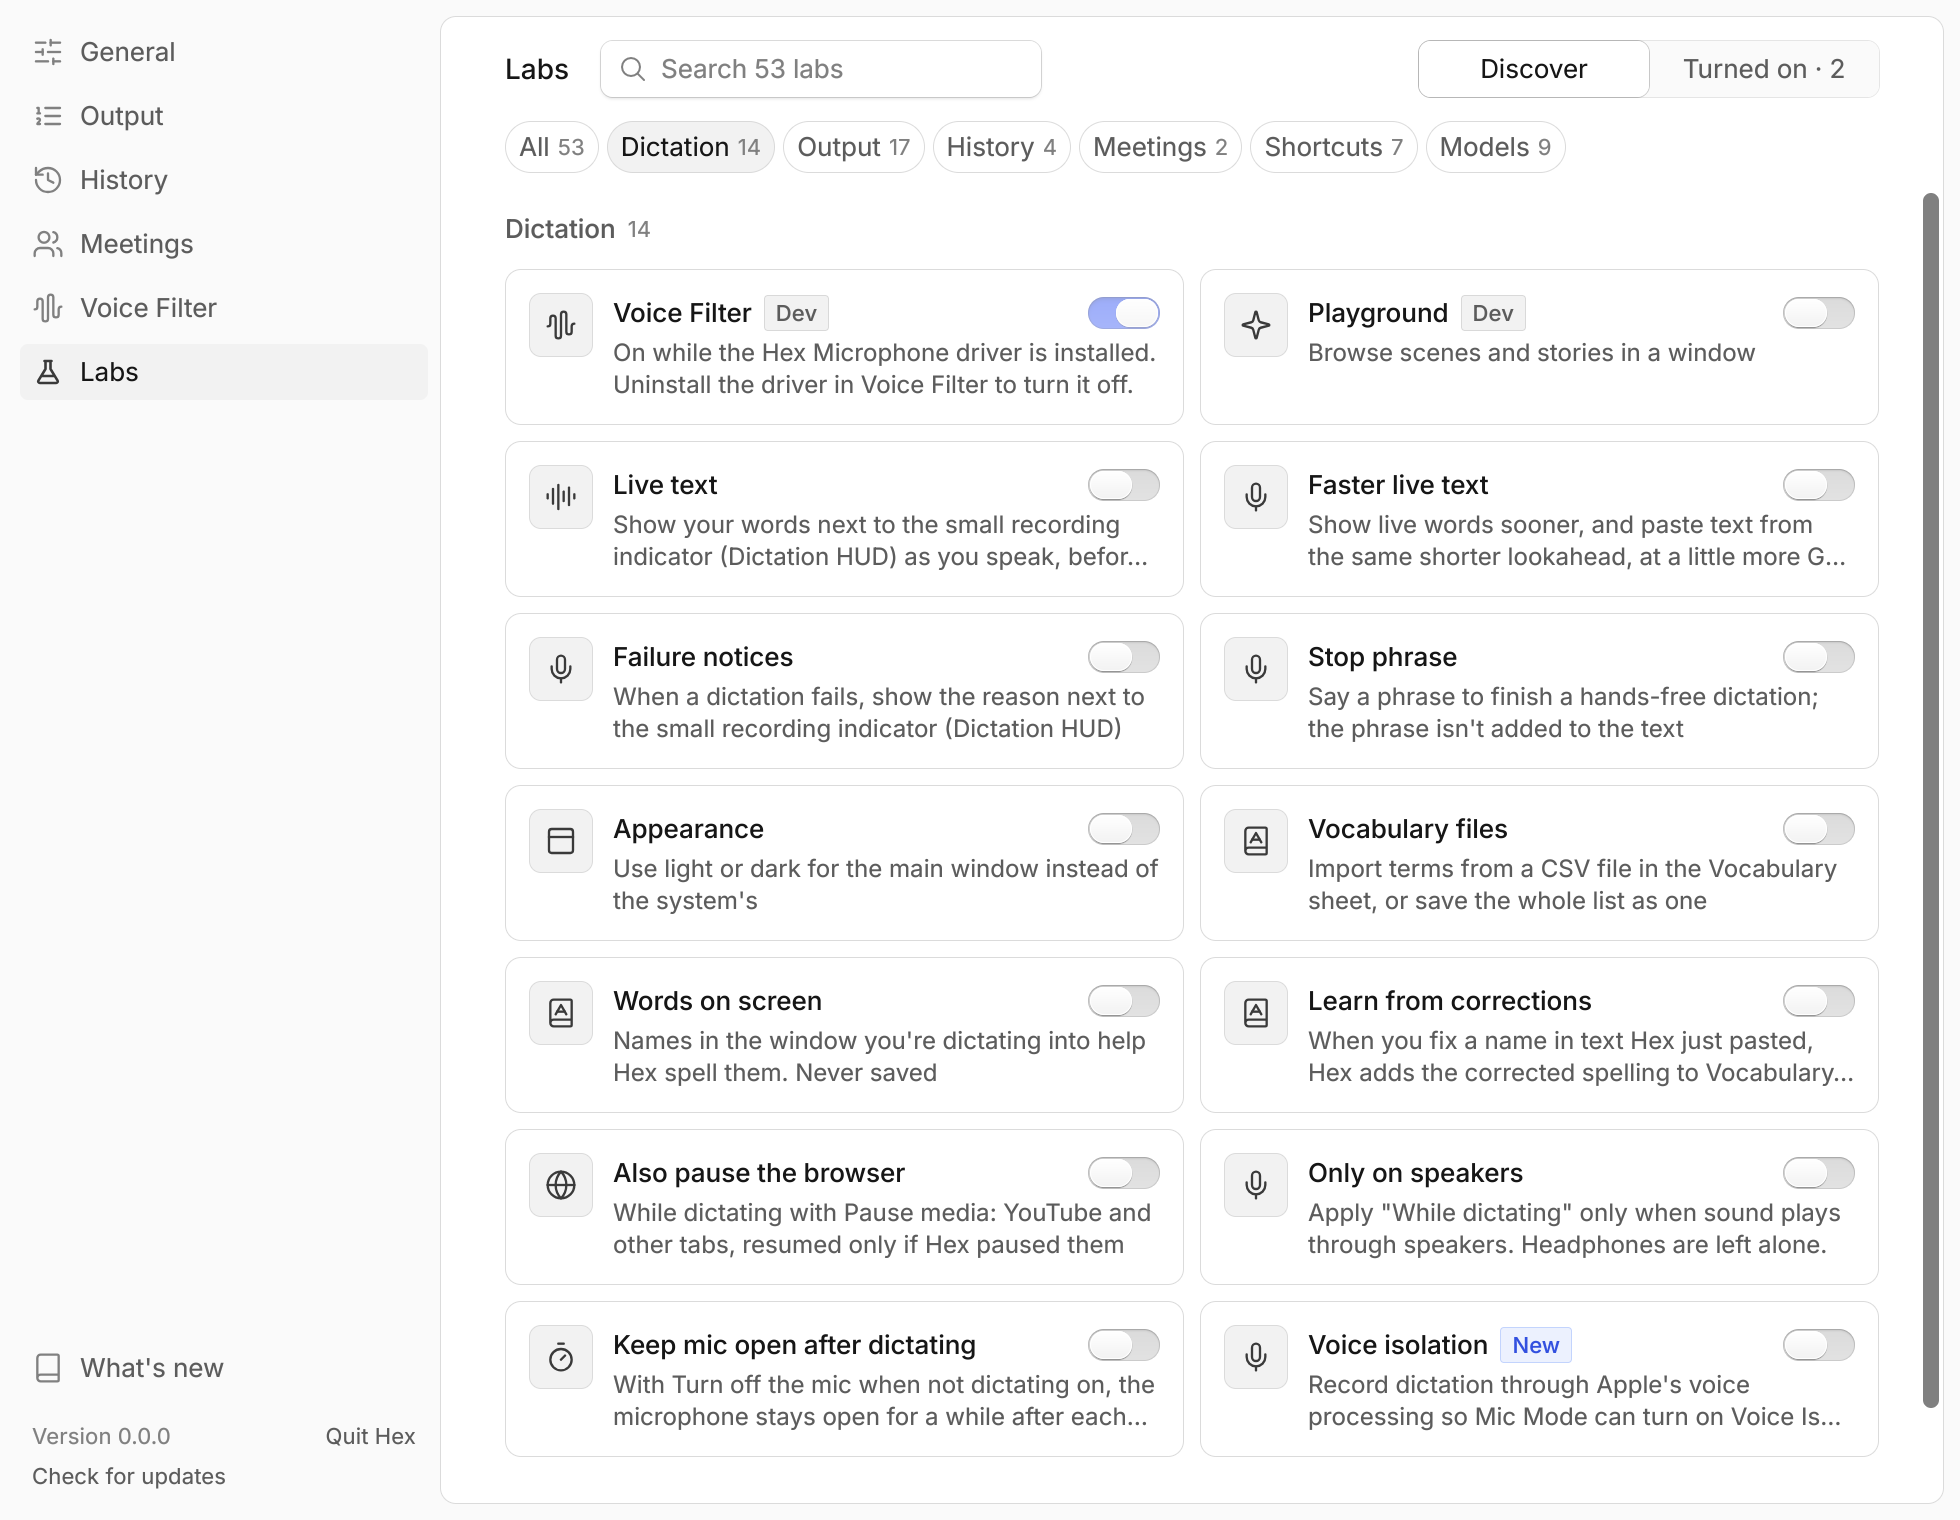 General
Output
History
Meetings
Voice Filter
Labs
What's new
Version 0.0.0
Quit Hex
Check for updates
Labs
Search 53 labs
Discover
Turned on · 2
All 53
Dictation 14
Output 17
History 4
Meetings 2
Shortcuts 7
Models 9
Dictation 14
Voice Filter Dev
On while the Hex Microphone driver is installed.
Uninstall the driver in Voice Filter to turn it off.
Playground Dev
Browse scenes and stories in a window
Live text
Show your words next to the small recording
indicator (Dictation HUD) as you speak, befor...
Faster live text
Show live words sooner, and paste text from
the same shorter lookahead, at a little more G...
Failure notices
When a dictation fails, show the reason next to
the small recording indicator (Dictation HUD)
Stop phrase
Say a phrase to finish a hands-free dictation;
the phrase isn't added to the text
Appearance
Use light or dark for the main window instead of
the system's
Vocabulary files
Import terms from a CSV file in the Vocabulary
sheet, or save the whole list as one
Words on screen
Names in the window you're dictating into help
Hex spell them. Never saved
Learn from corrections
When you fix a name in text Hex just pasted,
Hex adds the corrected spelling to Vocabulary...
Also pause the browser
While dictating with Pause media: YouTube and
other tabs, resumed only if Hex paused them
Only on speakers
Apply "While dictating" only when sound plays
through speakers. Headphones are left alone.
Keep mic open after dictating
With Turn off the mic when not dictating on, the
microphone stays open for a while after each...
Voice isolation New
Record dictation through Apple's voice
processing so Mic Mode can turn on Voice Is...